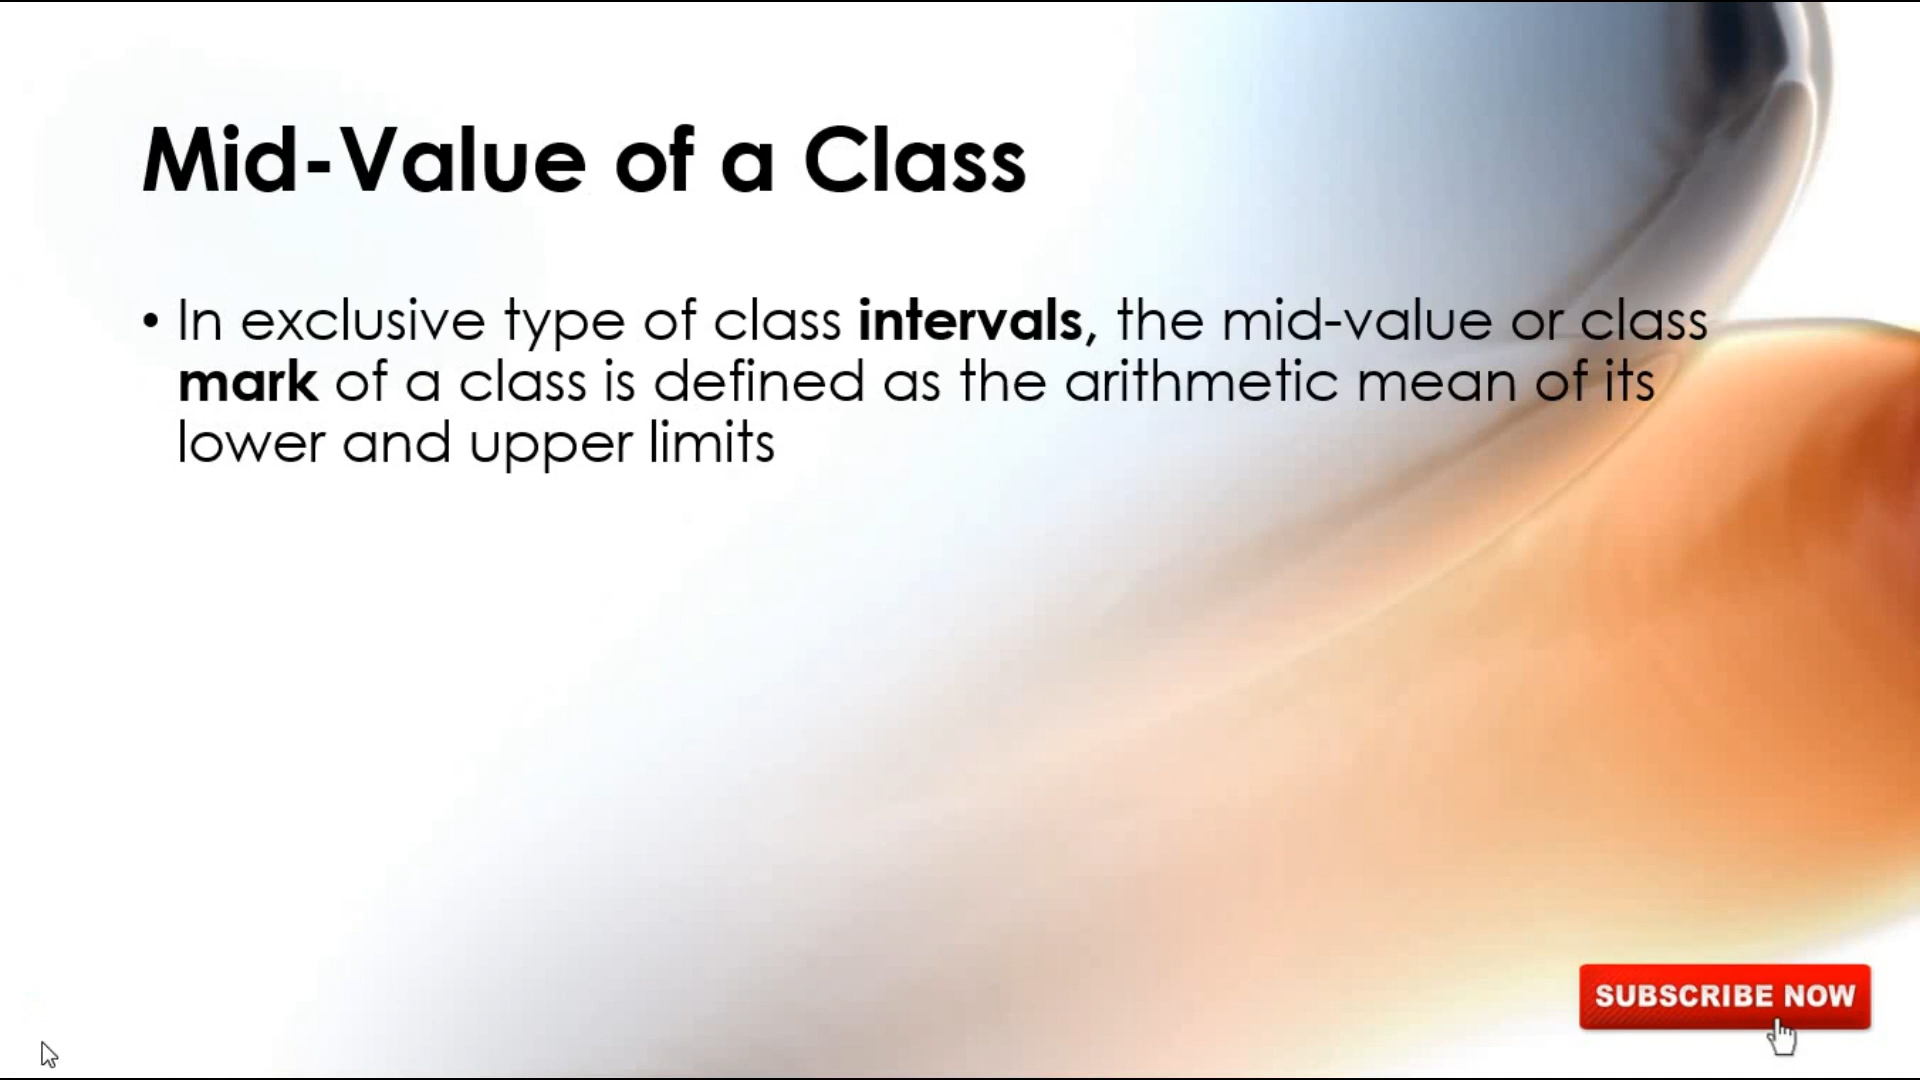 Mid-Value of a Class
• In exclusive type of class intervals, the mid-value or class
mark of a class is defined as the arithmetic mean of its
lower and upper limits
SUBSCRIBE NOW